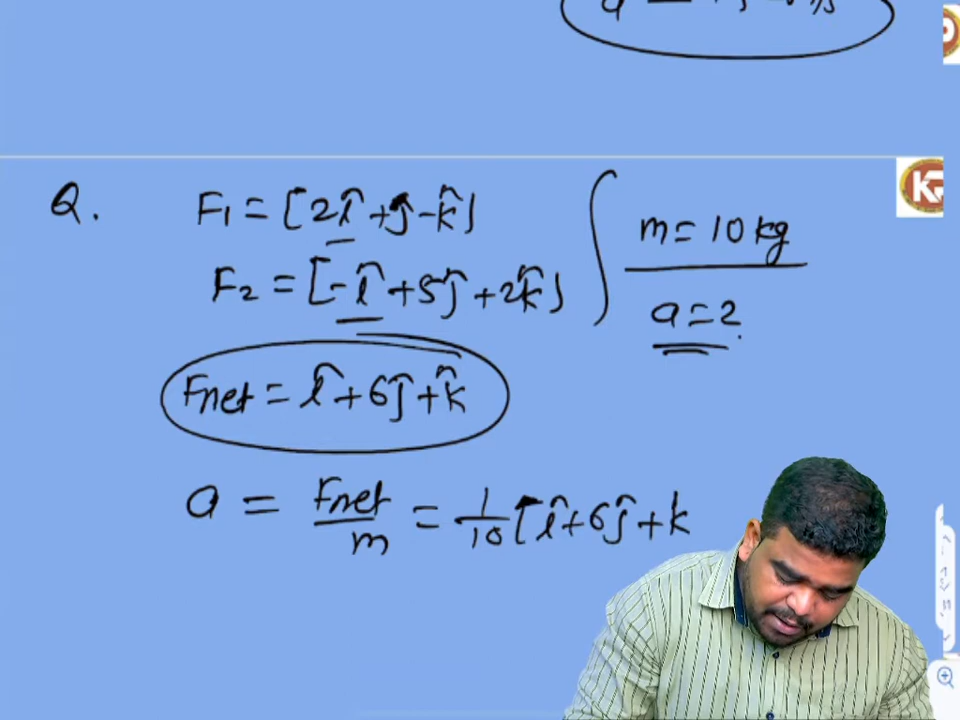 Q. F1 = [2î+ĵ-k̂]
F2 = [-î+5ĵ+2k̂]
m = 10 kg
a = 2
Fnet = î+6ĵ+k̂
a = Fnet/m = 1/10 [î+6ĵ+k